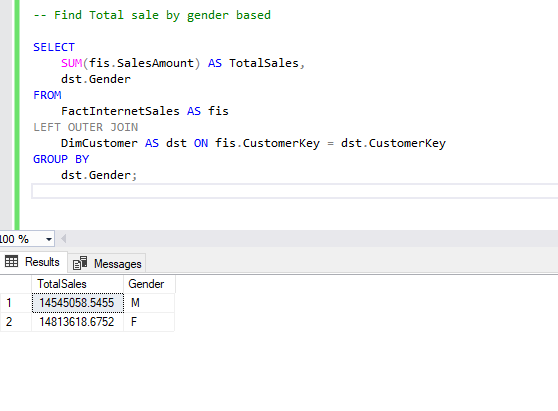 -- Find Total sale by gender based
SELECT
SUM(fis.SalesAmount) AS TotalSales,
dst.Gender
FROM
FactInternetSales AS fis
LEFT OUTER JOIN
DimCustomer AS dst ON fis.CustomerKey = dst.CustomerKey
GROUP BY
dst.Gender;
100 %
Results Messages
TotalSales Gender
1 14545058.5455 M
2 14813618.6752 F